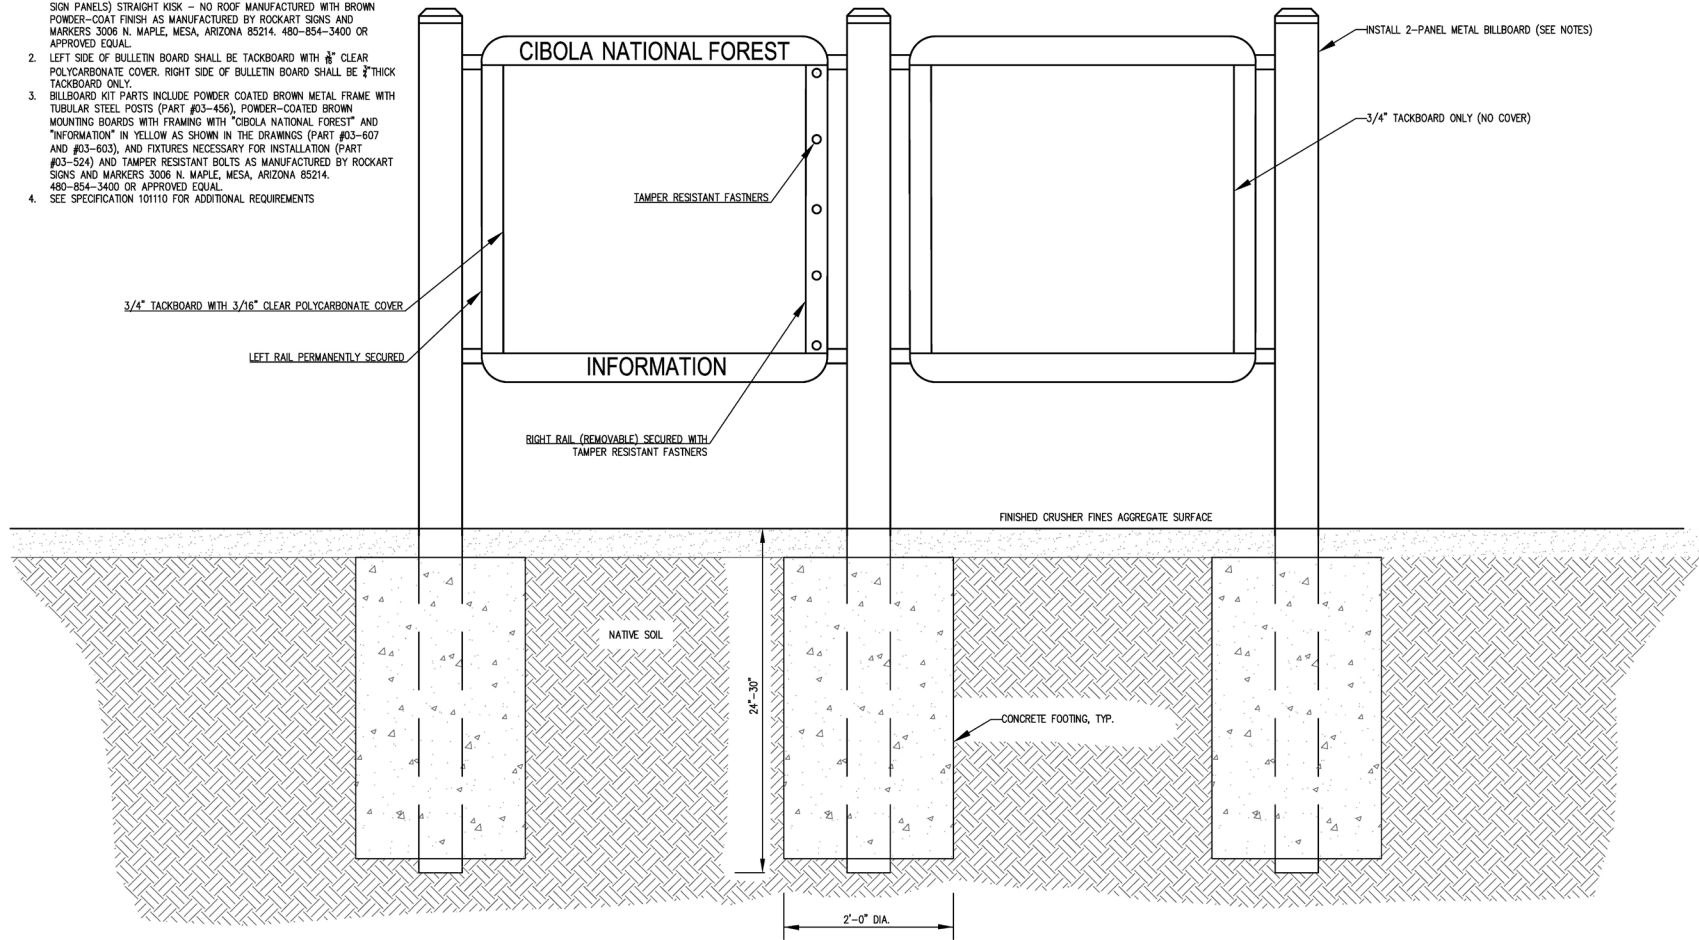 SIGN PANELS) STRAIGHT KISK – NO ROOF MANUFACTURED WITH BROWN
POWDER–COAT FINISH AS MANUFACTURED BY ROCKART SIGNS AND
MARKERS 3006 N. MAPLE, MESA, ARIZONA 85214. 480–854–3400 OR
APPROVED EQUAL.
2. LEFT SIDE OF BULLETIN BOARD SHALL BE TACKBOARD WITH 3/16" CLEAR
POLYCARBONATE COVER. RIGHT SIDE OF BULLETIN BOARD SHALL BE 3/4"THICK
TACKBOARD ONLY.
3. BILLBOARD KIT PARTS INCLUDE POWDER COATED BROWN METAL FRAME WITH
TUBULAR STEEL POSTS (PART #03–456), POWDER–COATED BROWN
MOUNTING BOARDS WITH FRAMING WITH "CIBOLA NATIONAL FOREST" AND
"INFORMATION" IN YELLOW AS SHOWN IN THE DRAWINGS (PART #03–607
AND #03–603), AND FIXTURES NECESSARY FOR INSTALLATION (PART
#03–524) AND TAMPER RESISTANT BOLTS AS MANUFACTURED BY ROCKART
SIGNS AND MARKERS 3006 N. MAPLE, MESA, ARIZONA 85214.
480–854–3400 OR APPROVED EQUAL.
4. SEE SPECIFICATION 101110 FOR ADDITIONAL REQUIREMENTS
CIBOLA NATIONAL FOREST
INSTALL 2–PANEL METAL BILLBOARD (SEE NOTES)
3/4" TACKBOARD ONLY (NO COVER)
TAMPER RESISTANT FASTNERS
3/4" TACKBOARD WITH 3/16" CLEAR POLYCARBONATE COVER
LEFT RAIL PERMANENTLY SECURED
INFORMATION
RIGHT RAIL (REMOVABLE) SECURED WITH
TAMPER RESISTANT FASTNERS
FINISHED CRUSHER FINES AGGREGATE SURFACE
NATIVE SOIL
24"–30"
CONCRETE FOOTING, TYP.
2'–0" DIA.